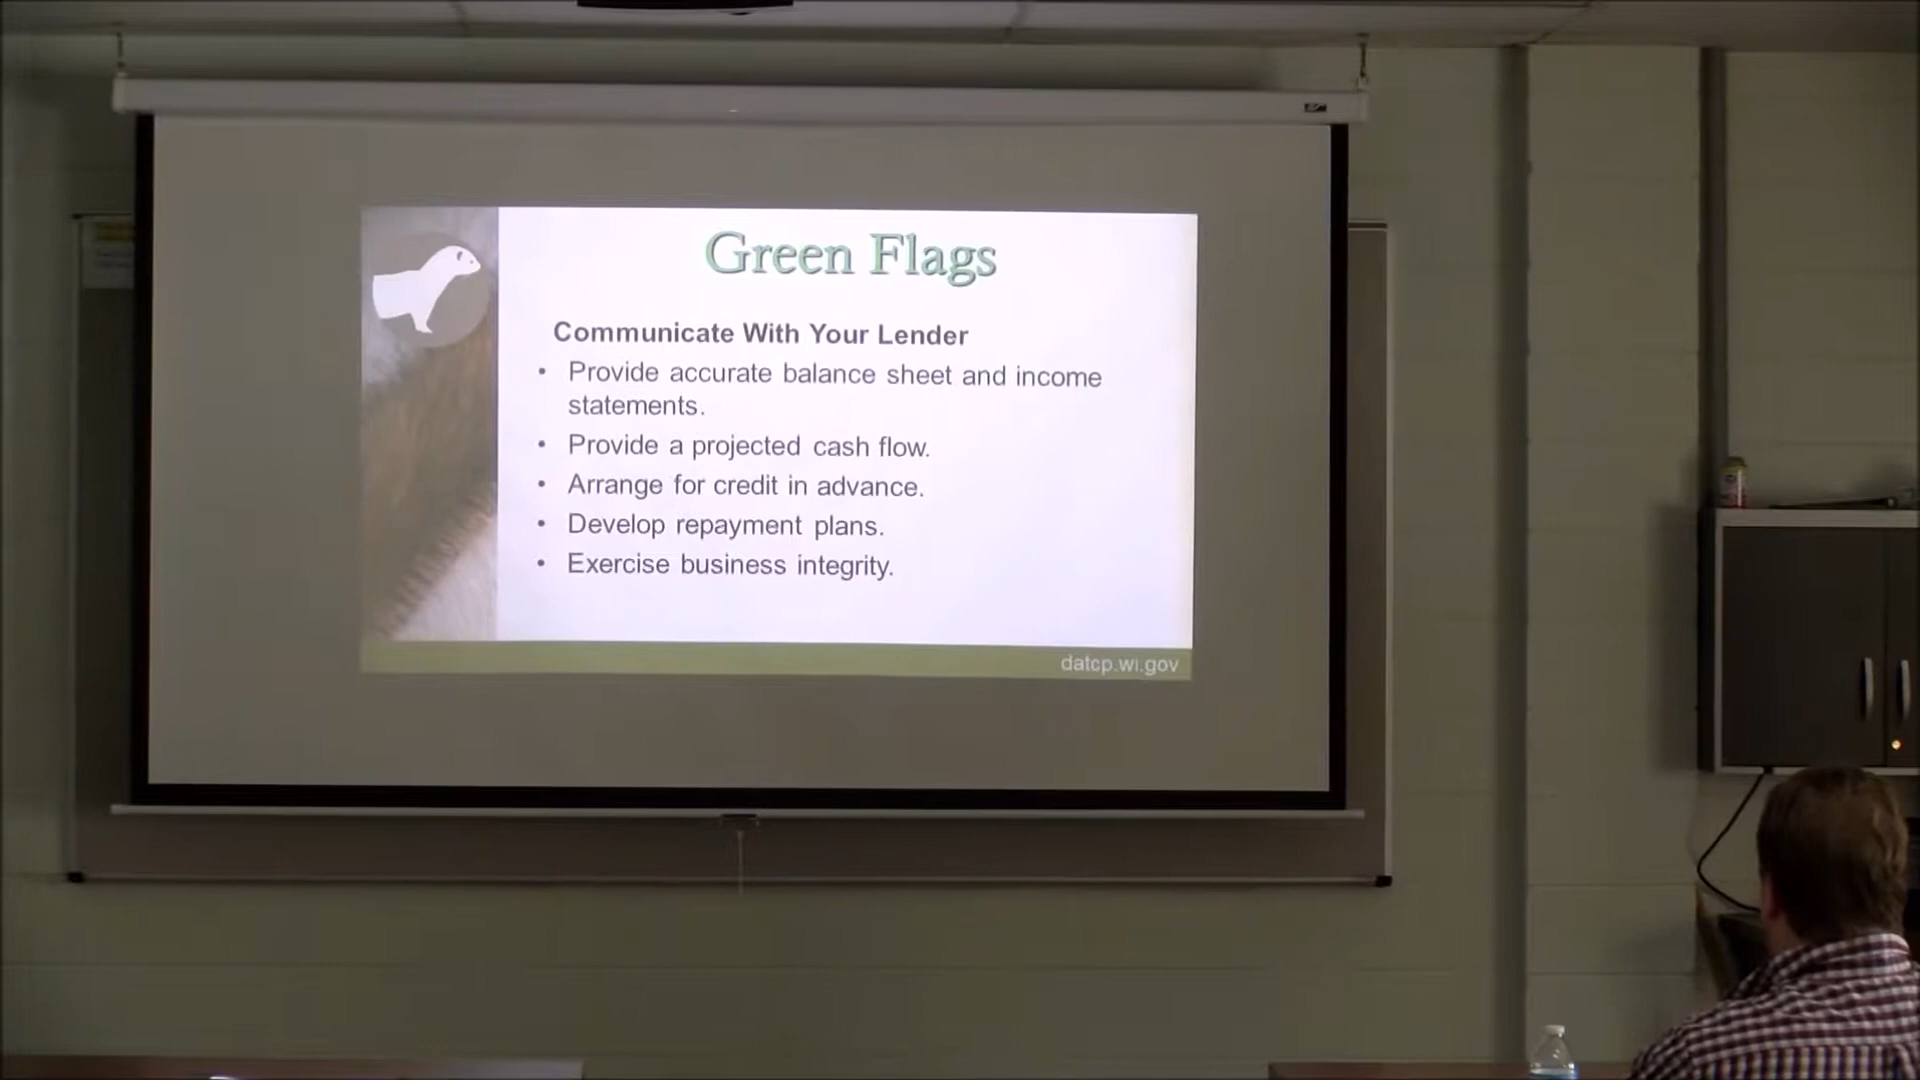 Green Flags
Communicate With Your Lender
• Provide accurate balance sheet and income
statements.
• Provide a projected cash flow.
• Arrange for credit in advance.
• Develop repayment plans.
• Exercise business integrity.
datcp.wi.gov